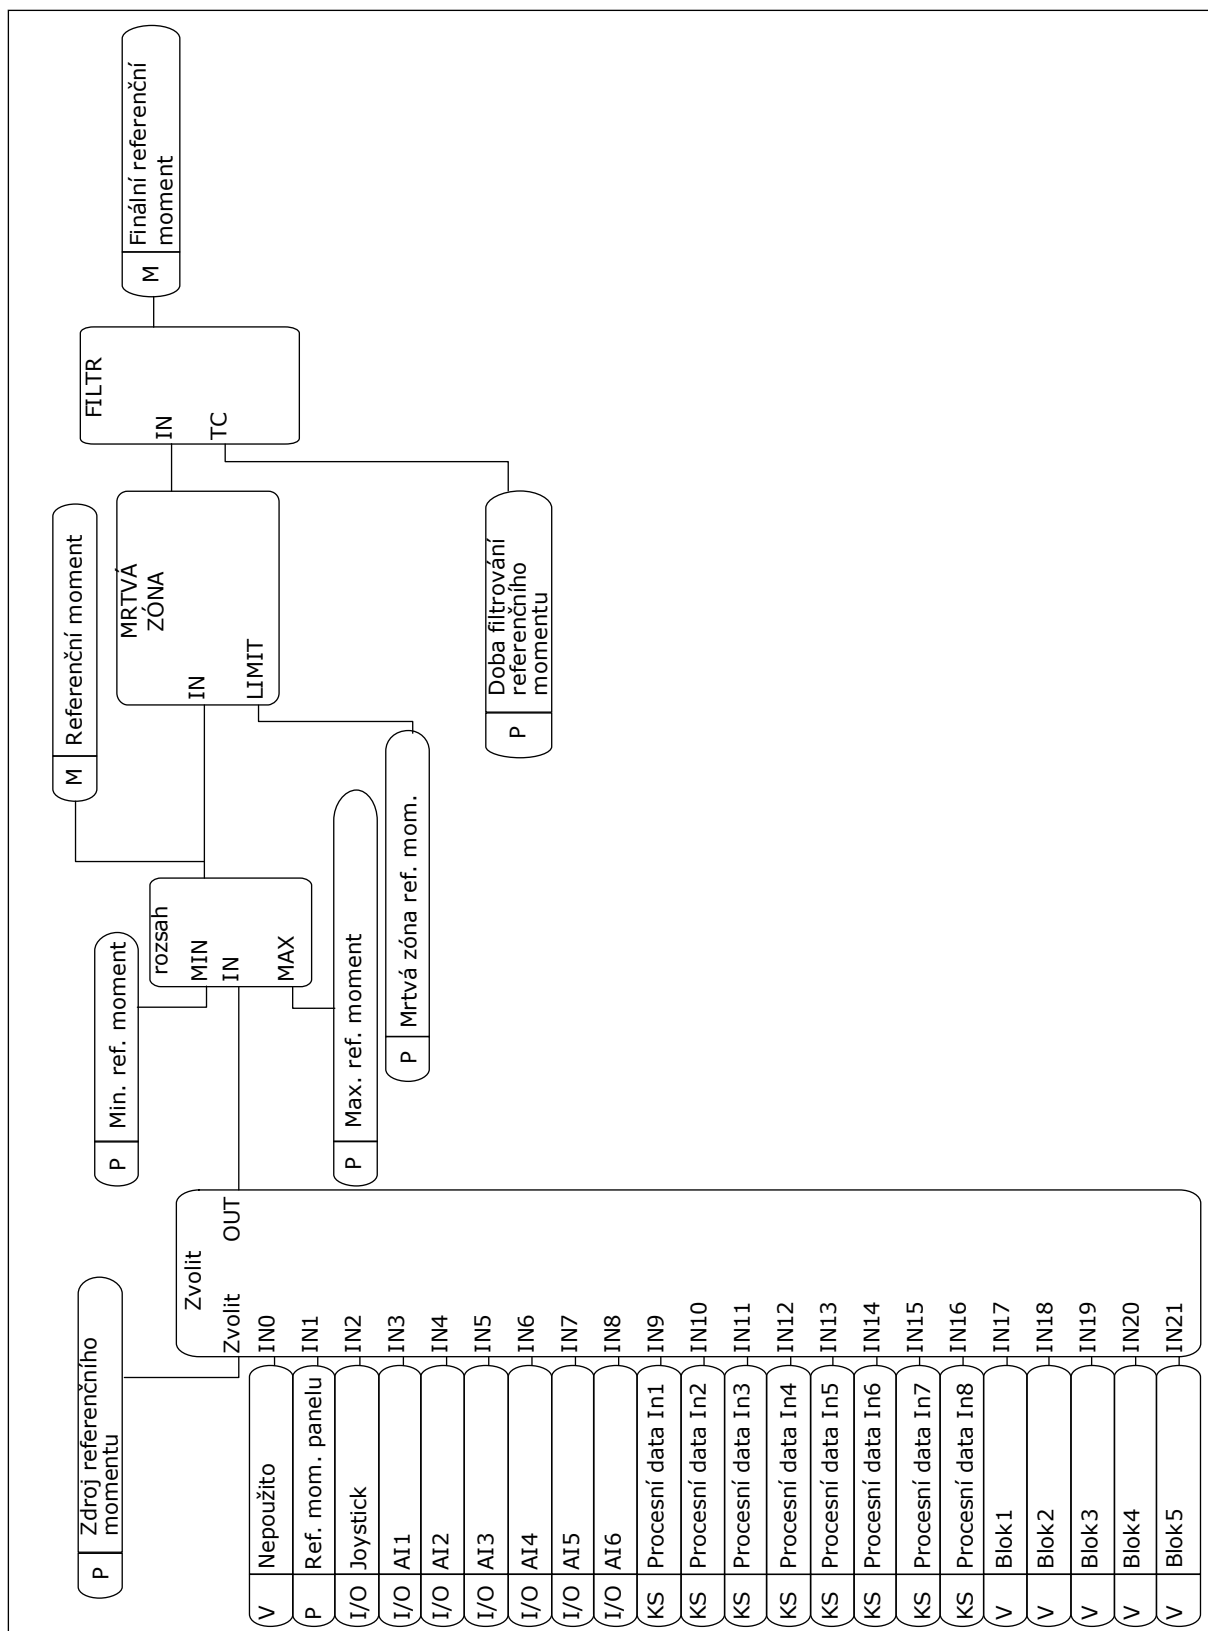 P
Zdroj referenčního
momentu
Zvolit
Zvolit
OUT
V
Nepoužito
IN0
P
Ref. mom. panelu
IN1
I/O
Joystick
IN2
I/O
AI1
IN3
I/O
AI2
IN4
I/O
AI3
IN5
I/O
AI4
IN6
I/O
AI5
IN7
I/O
AI6
IN8
KS
Procesní data In1
IN9
KS
Procesní data In2
IN10
KS
Procesní data In3
IN11
KS
Procesní data In4
IN12
KS
Procesní data In5
IN13
KS
Procesní data In6
IN14
KS
Procesní data In7
IN15
KS
Procesní data In8
IN16
V
Blok1
IN17
V
Blok2
IN18
V
Blok3
IN19
V
Blok4
IN20
V
Blok5
IN21
P
Min. ref. moment
rozsah
MIN
IN
MAX
P
Max. ref. moment
P
Mrtvá zóna ref. mom.
M
Referenční moment
MRTVÁ
ZÓNA
IN
LIMIT
P
Doba filtrování
referenčního
momentu
FILTR
IN
TC
M
Finální referenční
moment